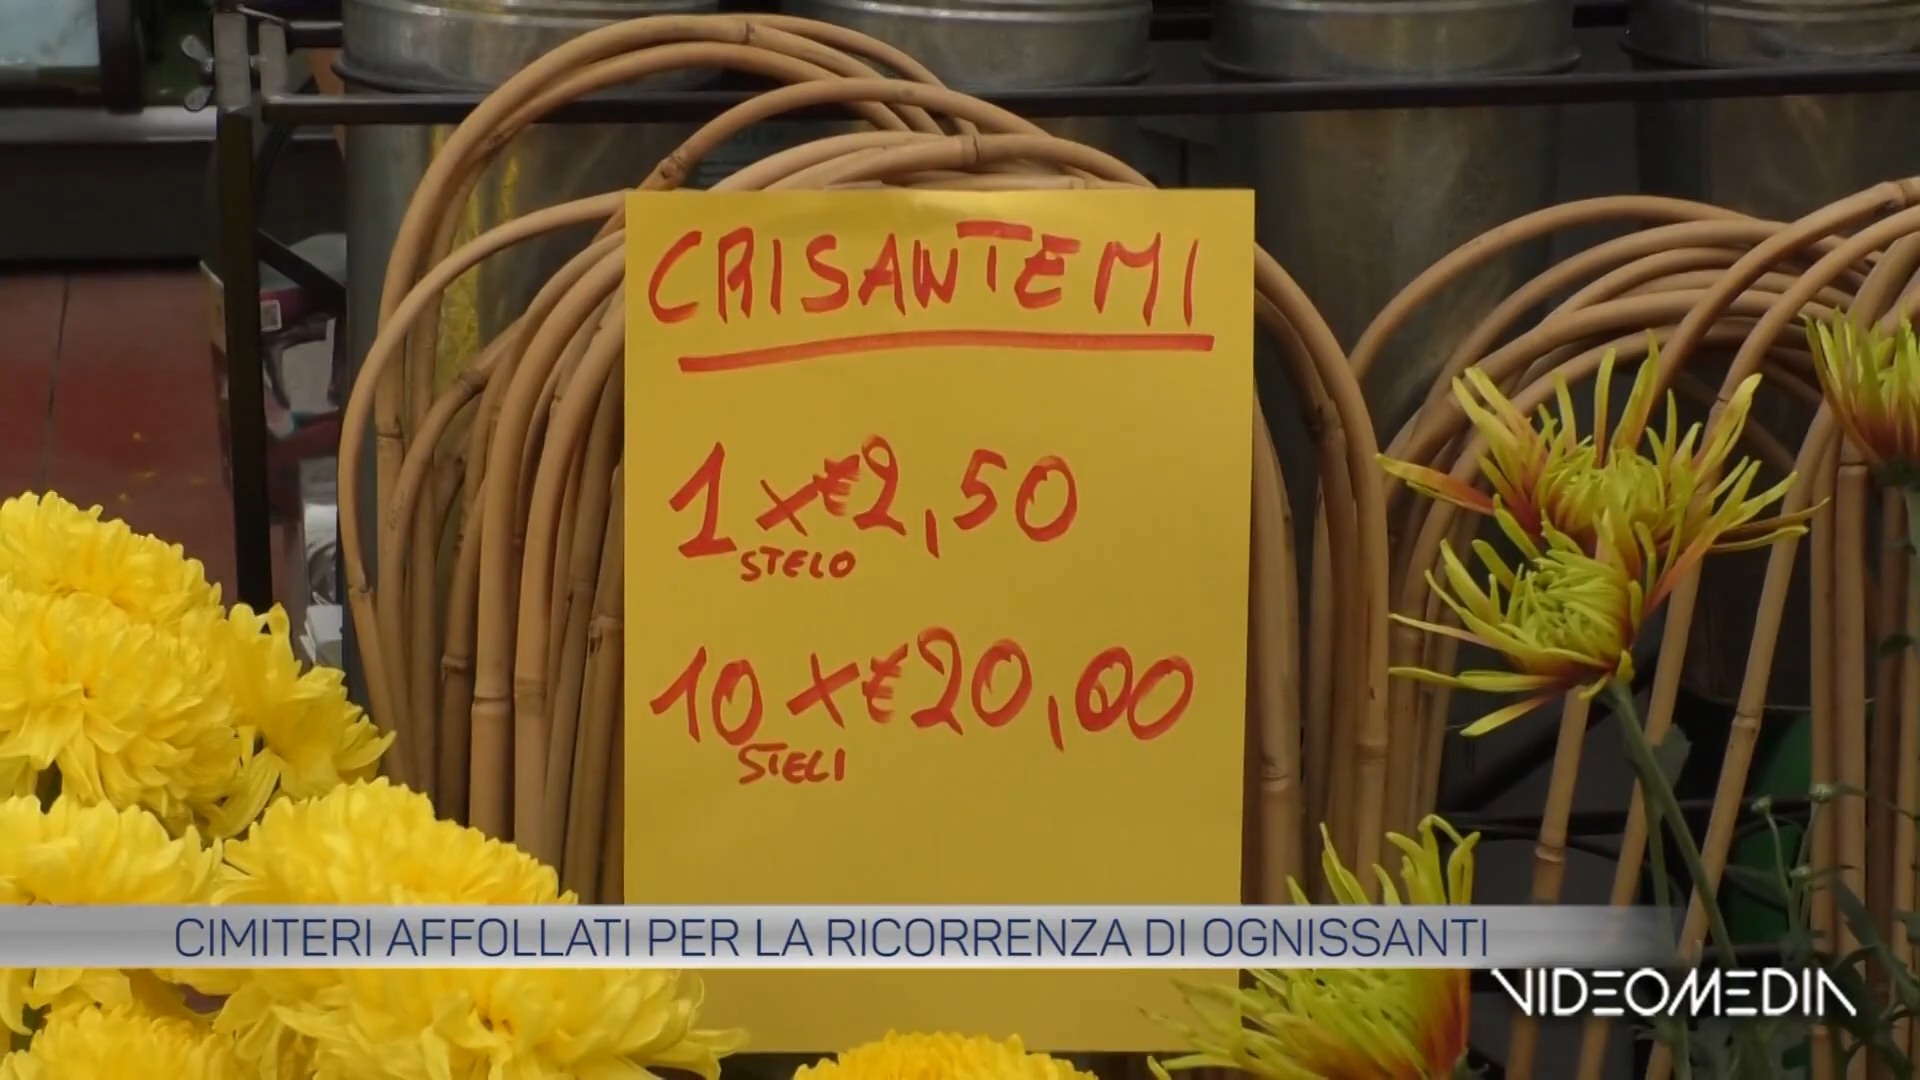 CRISANTEMI
1 x €2,50
STELO
10 x €20,00
STELI
CIMITERI AFFOLLATI PER LA RICORRENZA DI OGNISSANTI
VIDEOMEDIA